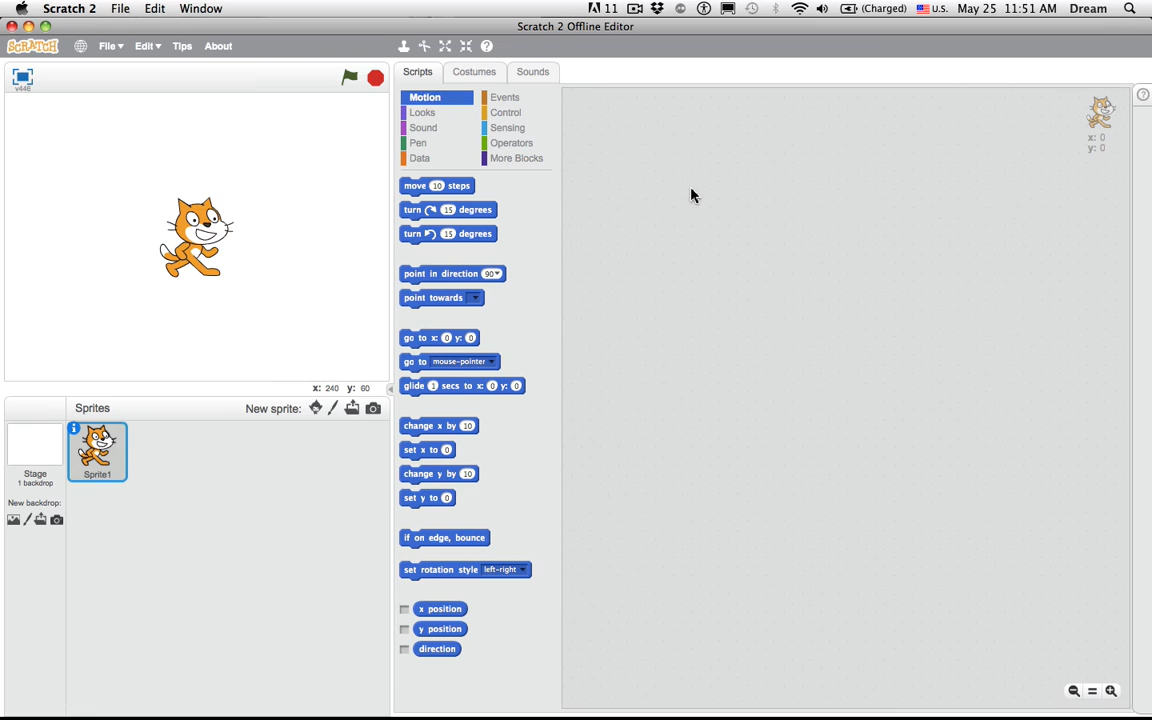 Scratch 2 File Edit Window 11 (Charged) U.S. May 25 11:51 AM Dream
Scratch 2 Offline Editor
SCRATCH File Edit Tips About
v446
Scripts Costumes Sounds
Motion Events
Looks Control
Sound Sensing
Pen Operators
Data More Blocks
x: 0
y: 0
move 10 steps
turn 15 degrees
turn 15 degrees
point in direction 90
point towards
go to x: 0 y: 0
go to mouse-pointer
glide 1 secs to x: 0 y: 0
change x by 10
set x to 0
change y by 10
set y to 0
if on edge, bounce
set rotation style left-right
x position
y position
direction
x: 240 y: 60
Sprites New sprite:
Stage
1 backdrop
Sprite1
New backdrop: